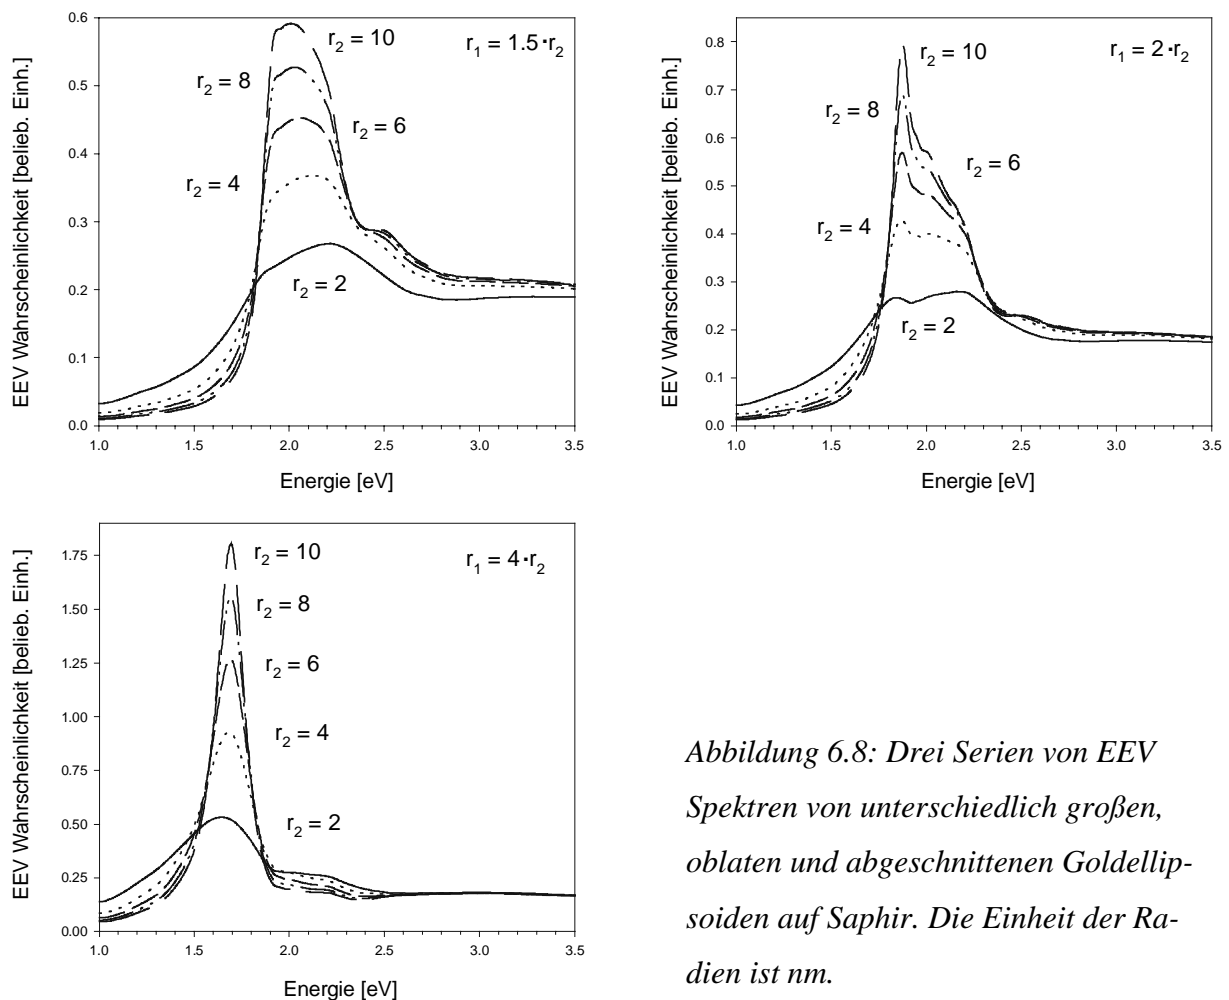 EEV Wahrscheinlichkeit [belieb. Einh.]
0.6
0.5
0.4
0.3
0.2
0.1
0.0
r1 = 1.5·r2
r2 = 10
r2 = 8
r2 = 6
r2 = 4
r2 = 2
1.0 1.5 2.0 2.5 3.0 3.5
Energie [eV]
EEV Wahrscheinlichkeit [belieb. Einh.]
0.8
0.7
0.6
0.5
0.4
0.3
0.2
0.1
0.0
r1 = 2·r2
r2 = 10
r2 = 8
r2 = 6
r2 = 4
r2 = 2
1.0 1.5 2.0 2.5 3.0 3.5
Energie [eV]
EEV Wahrscheinlichkeit [belieb. Einh.]
1.75
1.50
1.25
1.00
0.75
0.50
0.25
0.00
r1 = 4·r2
r2 = 10
r2 = 8
r2 = 6
r2 = 4
r2 = 2
1.0 1.5 2.0 2.5 3.0 3.5
Energie [eV]
Abbildung 6.8: Drei Serien von EEV
Spektren von unterschiedlich großen,
oblaten und abgeschnittenen Goldellip-
soiden auf Saphir. Die Einheit der Ra-
dien ist nm.